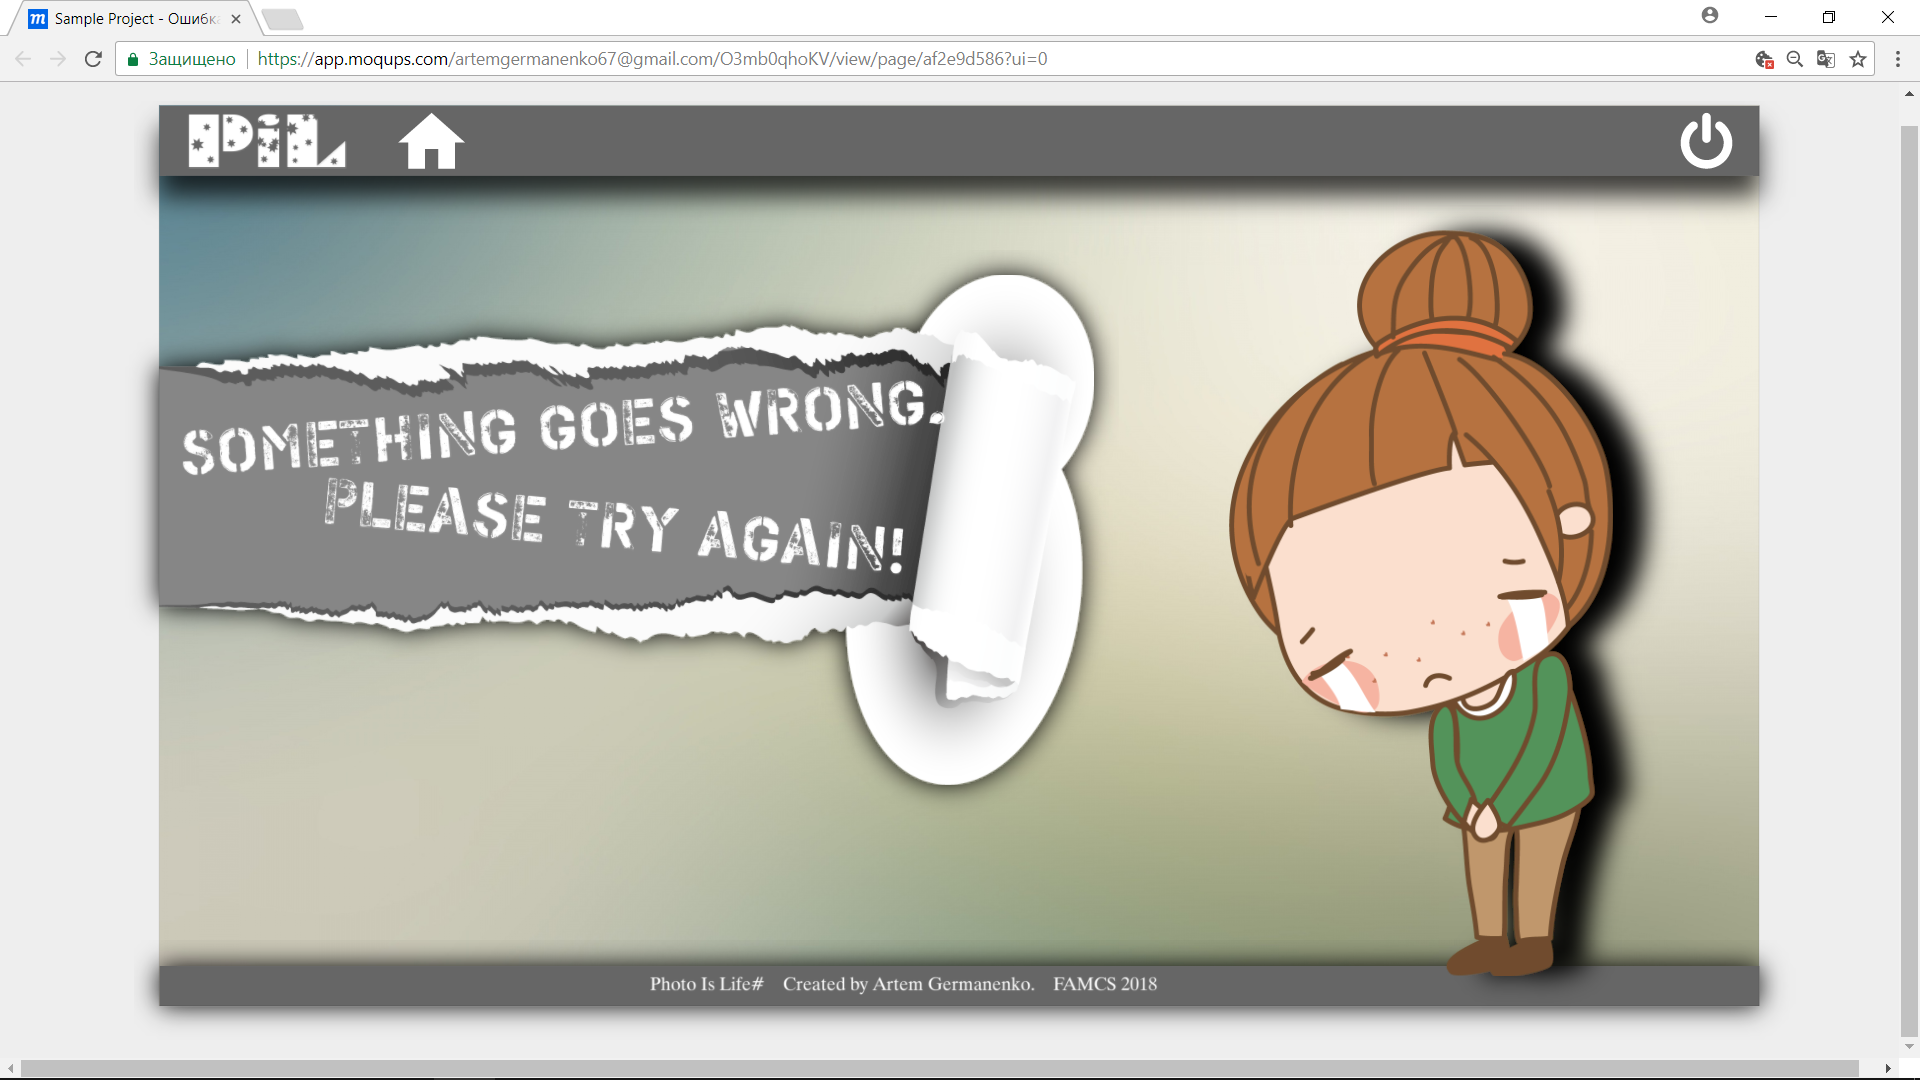 Sample Project - Ошибка
Защищено
https://app.moqups.com/artemgermanenko67@gmail.com/O3mb0qhoKV/view/page/af2e9d586?ui=0
PiL
SOMETHING GOES WRONG.
PLEASE TRY AGAIN!
Photo Is Life# Created by Artem Germanenko. FAMCS 2018